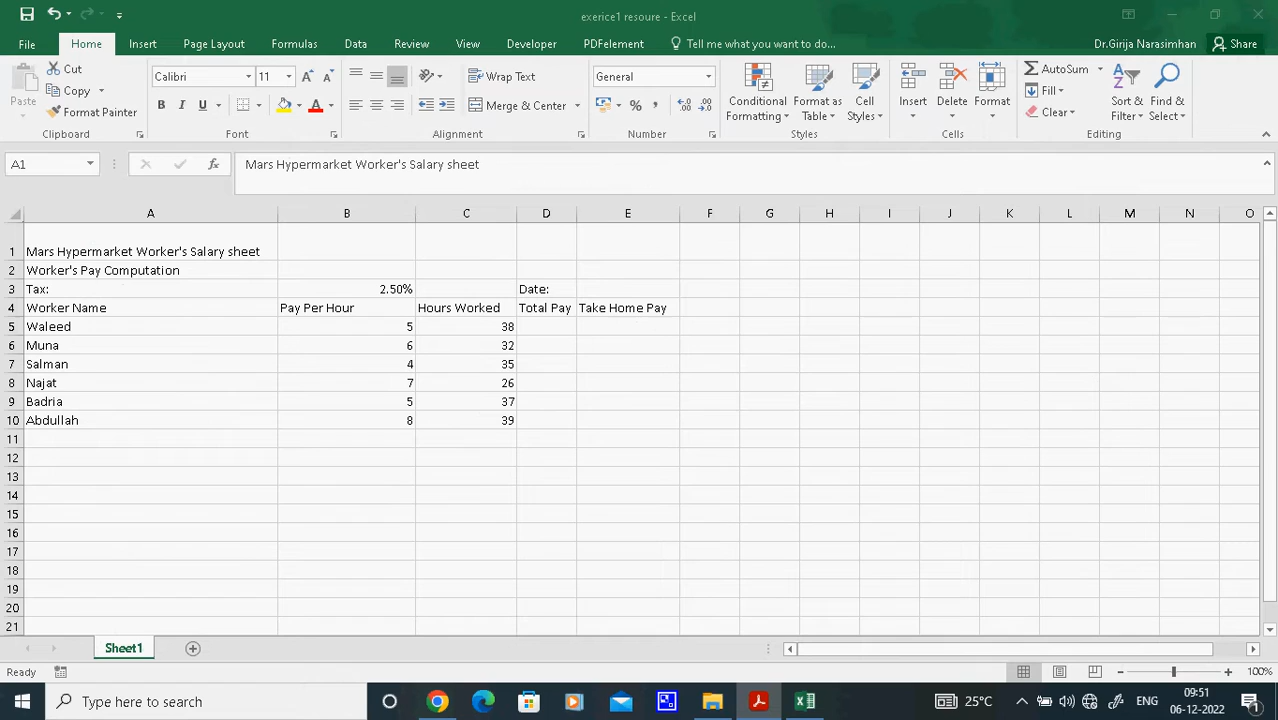 exerice1 resoure - Excel
File Home Insert Page Layout Formulas Data Review View Developer PDFelement Tell me what you want to do... Dr.Girija Narasimhan Share
Paste Cut Copy Format Painter
Calibri 11
B I U A
Wrap Text
Merge & Center
General
%
Conditional Formatting Format as Table Cell Styles
Insert Delete Format
AutoSum Fill Clear
Sort & Filter Find & Select
Clipboard Font Alignment Number Styles Cells Editing
A1 fx Mars Hypermarket Worker's Salary sheet
A B C D E F G H I J K L M N O
1 Mars Hypermarket Worker's Salary sheet
2 Worker's Pay Computation
3 Tax: 2.50% Date:
4 Worker Name Pay Per Hour Hours Worked Total Pay Take Home Pay
5 Waleed 5 38
6 Muna 6 32
7 Salman 4 35
8 Najat 7 26
9 Badria 5 37
10 Abdullah 8 39
11
12
13
14
15
16
17
18
19
20
21
Sheet1
Ready 100%
Type here to search 25°C ENG 09:51
06-12-2022 1